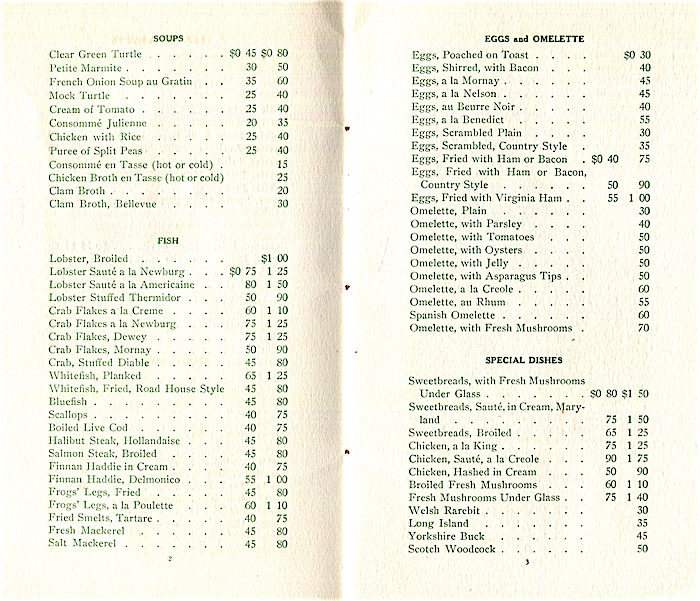 SOUPS
Clear Green Turtle . . . . . . $0 45 $0 80
Petite Marmite . . . . . . . 30 50
French Onion Soup au Gratin . . . 35 60
Mock Turtle . . . . . . . 25 40
Cream of Tomato . . . . . . 25 40
Consommé Julienne . . . . . 20 35
Chicken with Rice . . . . . . 25 40
Puree of Split Peas . . . . . . 25 40
Consommé en Tasse (hot or cold) . . 15
Chicken Broth en Tasse (hot or cold) 25
Clam Broth . . . . . . . . 20
Clam Broth, Bellevue . . . . . 30
FISH
Lobster, Broiled . . . . . . $1 00
Lobster Sauté a la Newburg . . . $0 75 1 25
Lobster Sauté a la Americaine . . 80 1 50
Lobster Stuffed Thermidor . . . 50 90
Crab Flakes a la Creme . . . . 60 1 10
Crab Flakes a la Newburg . . . 75 1 25
Crab Flakes, Dewey . . . . . 75 1 25
Crab Flakes, Mornay . . . . . 50 90
Crab, Stuffed Diable . . . . . 45 80
Whitefish, Planked . . . . . 65 1 25
Whitefish, Fried, Road House Style 45 80
Bluefish . . . . . . . . 45 80
Scallops . . . . . . . . 40 75
Boiled Live Cod . . . . . . 40 75
Halibut Steak, Hollandaise . . . 45 80
Salmon Steak, Broiled . . . . 45 80
Finnan Haddie in Cream . . . . 40 75
Finnan Haddie, Delmonico . . . 55 1 00
Frogs' Legs, Fried . . . . . 45 80
Frogs' Legs, a la Poulette . . . 60 1 10
Fried Smelts, Tartare . . . . . 40 75
Fresh Mackerel . . . . . . 45 80
Salt Mackerel . . . . . . . 45 80
2
EGGS and OMELETTE
Eggs, Poached on Toast . . . . $0 30
Eggs, Shirred, with Bacon . . . . 40
Eggs, a la Mornay . . . . . . 45
Eggs, a la Nelson . . . . . . 45
Eggs, au Beurre Noir . . . . . 40
Eggs, a la Benedict . . . . . 55
Eggs, Scrambled Plain . . . . 30
Eggs, Scrambled, Country Style . . 35
Eggs, Fried with Ham or Bacon . $0 40 75
Eggs, Fried with Ham or Bacon,
Country Style . . . . . . 50 90
Eggs, Fried with Virginia Ham . . 55 1 00
Omelette, Plain . . . . . 30
Omelette, with Parsley . . . . 40
Omelette, with Tomatoes . . . . 50
Omelette, with Oysters . . . . 50
Omelette, with Jelly . . . . . 50
Omelette, with Asparagus Tips . . 50
Omelette, a la Creole . . . . . 60
Omelette, au Rhum . . . . . 55
Spanish Omelette . . . . . . 60
Omelette, with Fresh Mushrooms . 70
SPECIAL DISHES
Sweetbreads, with Fresh Mushrooms
Under Glass . . . . . . $0 80 $1 50
Sweetbreads, Sauté, in Cream, Mary-
land . . . . . . . . 75 1 50
Sweetbreads, Broiled . . . . . 65 1 25
Chicken, a la King . . . . . . 75 1 25
Chicken, Sauté, a la Creole . . . 90 1 75
Chicken, Hashed in Cream . . . 50 90
Broiled Fresh Mushrooms . . . 60 1 10
Fresh Mushrooms Under Glass . . 75 1 40
Welsh Rarebit . . . . . . . 30
Long Island . . . . . . . 35
Yorkshire Buck . . . . . . 45
Scotch Woodcock . . . . . . 50
3